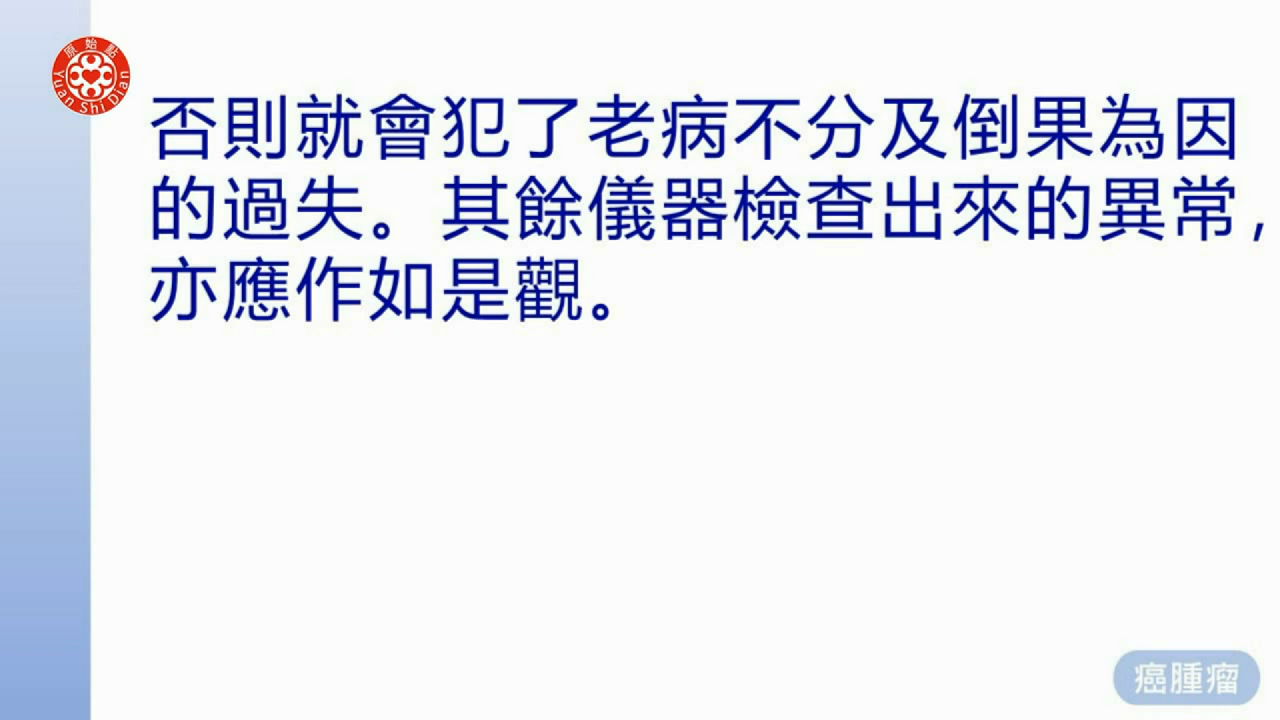 原始點
Yuan Shi Dian
否則就會犯了老病不分及倒果為因
的過失。其餘儀器檢查出來的異常，
亦應作如是觀。
癌腫瘤